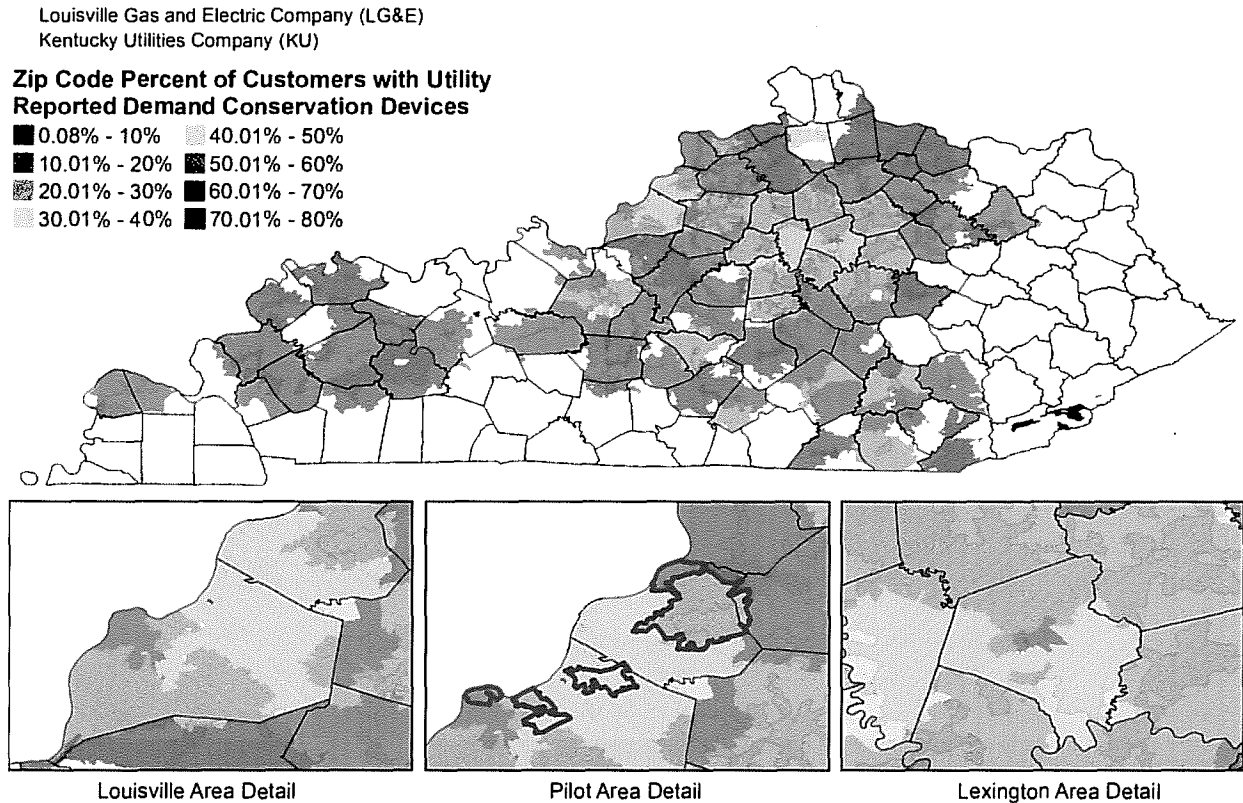 Louisville Gas and Electric Company (LG&E)
Kentucky Utilities Company (KU)
Zip Code Percent of Customers with Utility
Reported Demand Conservation Devices
0.08% - 10% 40.01% - 50%
10.01% - 20% 50.01% - 60%
20.01% - 30% 60.01% - 70%
30.01% - 40% 70.01% - 80%
Louisville Area Detail
Pilot Area Detail
Lexington Area Detail